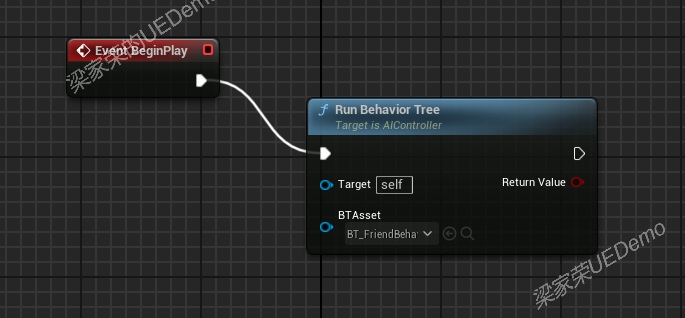 Event BeginPlay
梁家荣的UEDemo
f Run Behavior Tree
Target is AIController
Target self
Return Value
BTAsset
BT_FriendBeha
梁家荣UEDemo